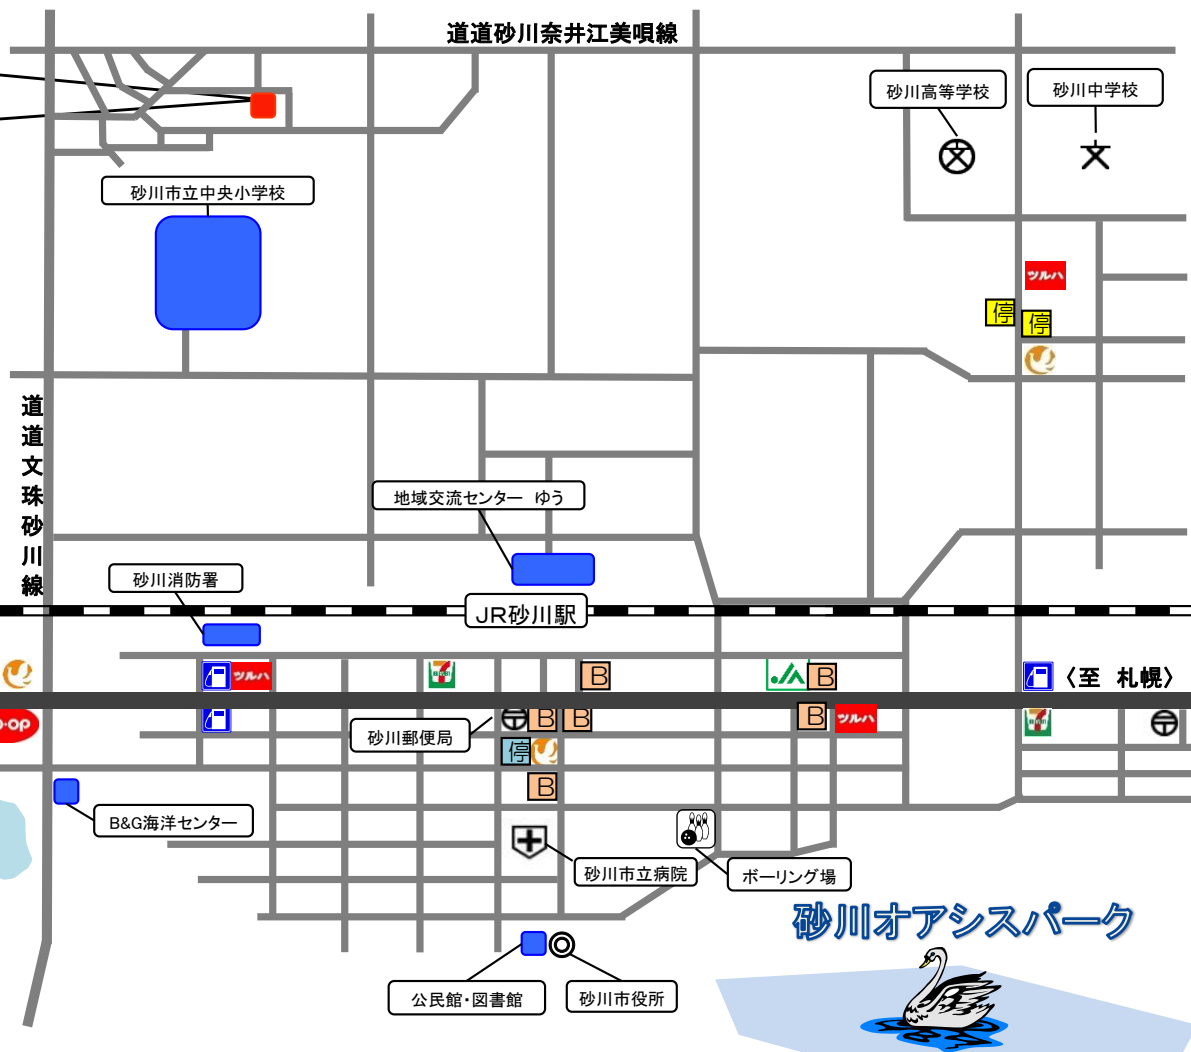 道道砂川奈井江美唄線
砂川高等学校
砂川中学校
砂川市立中央小学校
ツルハ
停
停
道道文珠砂川線
地域交流センター ゆう
砂川消防署
JR砂川駅
ツルハ
B
JA
B
〈至 札幌〉
op
砂川郵便局
B
B
B
ツルハ
停
B
B&G海洋センター
砂川市立病院
ボーリング場
砂川オアシスパーク
公民館・図書館
砂川市役所